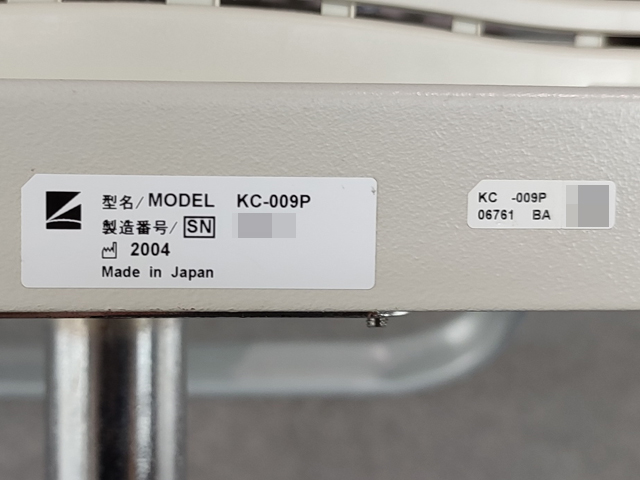 型名/MODEL KC-009P
製造番号/SN
2004
Made in Japan
KC -009P
06761 BA